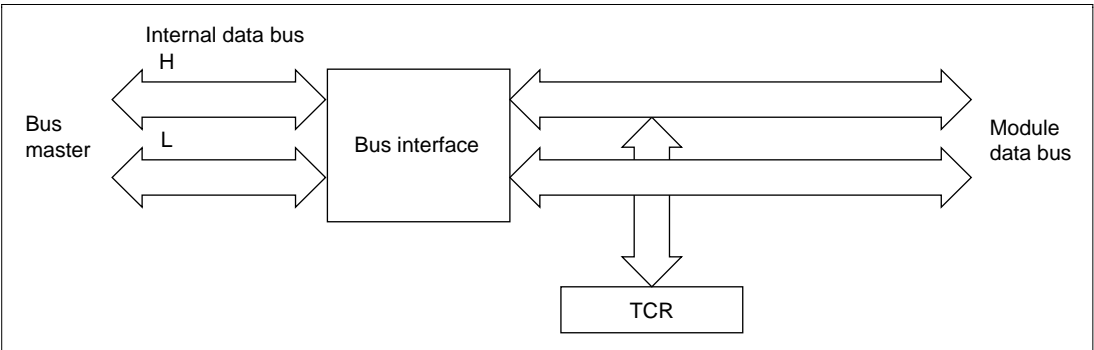 Internal data bus
H
Bus
master
L
Bus interface
Module
data bus
TCR